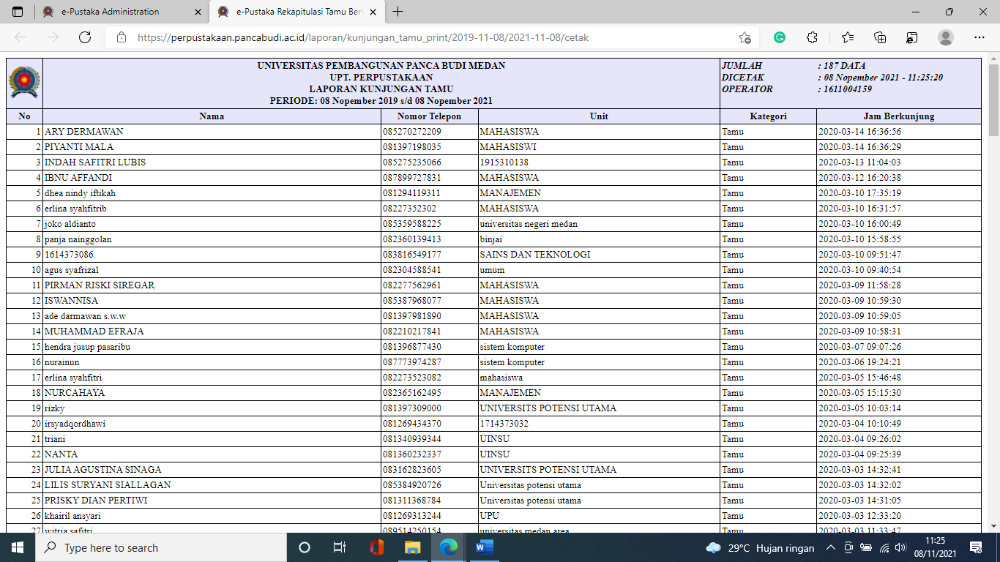 e-Pustaka Administration
e-Pustaka Rekapitulasi Tamu Ber
https://perpustakaan.pancabudi.ac.id/laporan/kunjungan_tamu_print/2019-11-08/2021-11-08/cetak
UNIVERSITAS PEMBANGUNAN PANCA BUDI MEDAN
UPT. PERPUSTAKAAN
LAPORAN KUNJUNGAN TAMU
PERIODE: 08 Nopember 2019 s/d 08 Nopember 2021
JUMLAH : 187 DATA
DICETAK : 08 Nopember 2021 - 11:25:20
OPERATOR : 1611004159
No Nama Nomor Telepon Unit Kategori Jam Berkunjung
1 ARY DERMAWAN 085270272209 MAHASISWA Tamu 2020-03-14 16:36:56
2 PIYANTI MALA 081397198035 MAHASISWI Tamu 2020-03-14 16:36:29
3 INDAH SAFITRI LUBIS 085275235066 1915310138 Tamu 2020-03-13 11:04:03
4 IBNU AFFANDI 087899727831 MAHASISWA Tamu 2020-03-12 16:20:38
5 dhea nindy iftikah 081294119311 MANAJEMEN Tamu 2020-03-10 17:35:19
6 erlina syahfitrib 08227352302 MAHASISWA Tamu 2020-03-10 16:31:57
7 joko aldianto 085359588225 universitas negeri medan Tamu 2020-03-10 16:00:49
8 panja nainggolan 082360139413 binjai Tamu 2020-03-10 15:58:55
9 1614373086 083816549177 SAINS DAN TEKNOLOGI Tamu 2020-03-10 09:51:47
10 agus syafrizal 082304588541 umum Tamu 2020-03-10 09:40:54
11 PIRMAN RISKI SIREGAR 082277562961 MAHASISWA Tamu 2020-03-09 11:58:28
12 ISWANNISA 085387968077 MAHASISWA Tamu 2020-03-09 10:59:30
13 ade darmawan s.w.w 081397981890 MAHASISWA Tamu 2020-03-09 10:59:05
14 MUHAMMAD EFRAJA 082210217841 MAHASISWA Tamu 2020-03-09 10:58:31
15 hendra jusup pasaribu 081396877430 sistem komputer Tamu 2020-03-07 09:07:26
16 nurainun 087773974287 sistem komputer Tamu 2020-03-06 19:24:21
17 erlina syahfitri 082273523082 mahasiswa Tamu 2020-03-05 15:46:48
18 NURCAHAYA 082365162495 MANAJEMEN Tamu 2020-03-05 15:15:30
19 rizky 081397309000 UNIVERSITS POTENSI UTAMA Tamu 2020-03-05 10:03:14
20 irsyadqordhawi 081269434370 1714373032 Tamu 2020-03-04 10:10:49
21 triani 081340939344 UINSU Tamu 2020-03-04 09:26:02
22 NANTA 081360232337 UINSU Tamu 2020-03-04 09:25:39
23 JULIA AGUSTINA SINAGA 083162823605 UNIVERSITS POTENSI UTAMA Tamu 2020-03-03 14:32:41
24 LILIS SURYANI SIALLAGAN 085384920726 Universitas potensi utama Tamu 2020-03-03 14:32:02
25 PRISKY DIAN PERTIWI 081311368784 Universitas potensi utama Tamu 2020-03-03 14:31:05
26 khairil ansyari 081269313244 UPU Tamu 2020-03-03 12:33:20
27 witria safitri 089514250154 universitas medan area Tamu 2020-03-03 11:33:47
Type here to search
29°C Hujan ringan
11:25
08/11/2021